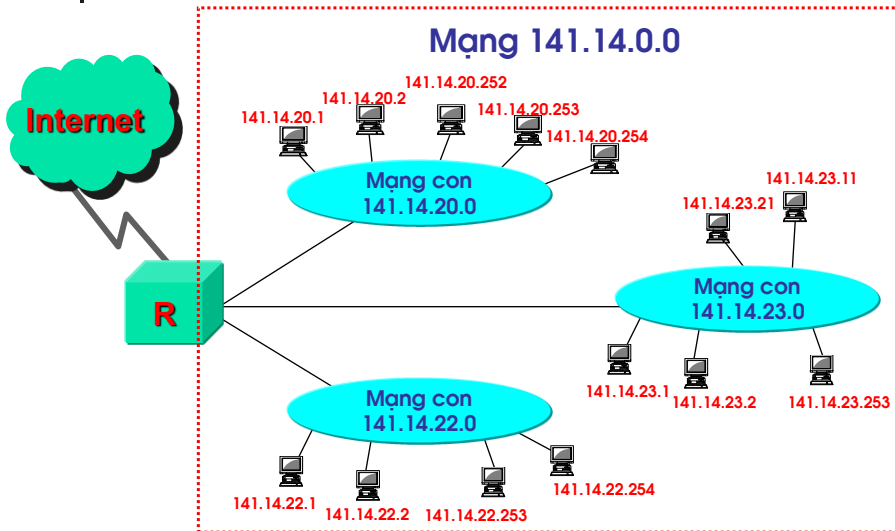 Mạng 141.14.0.0
Internet
141.14.20.1
141.14.20.2
141.14.20.252
141.14.20.253
141.14.20.254
Mạng con
141.14.20.0
141.14.23.11
141.14.23.21
Mạng con
141.14.23.0
R
141.14.23.1
141.14.23.2
141.14.23.253
Mạng con
141.14.22.0
141.14.22.1
141.14.22.2
141.14.22.253
141.14.22.254